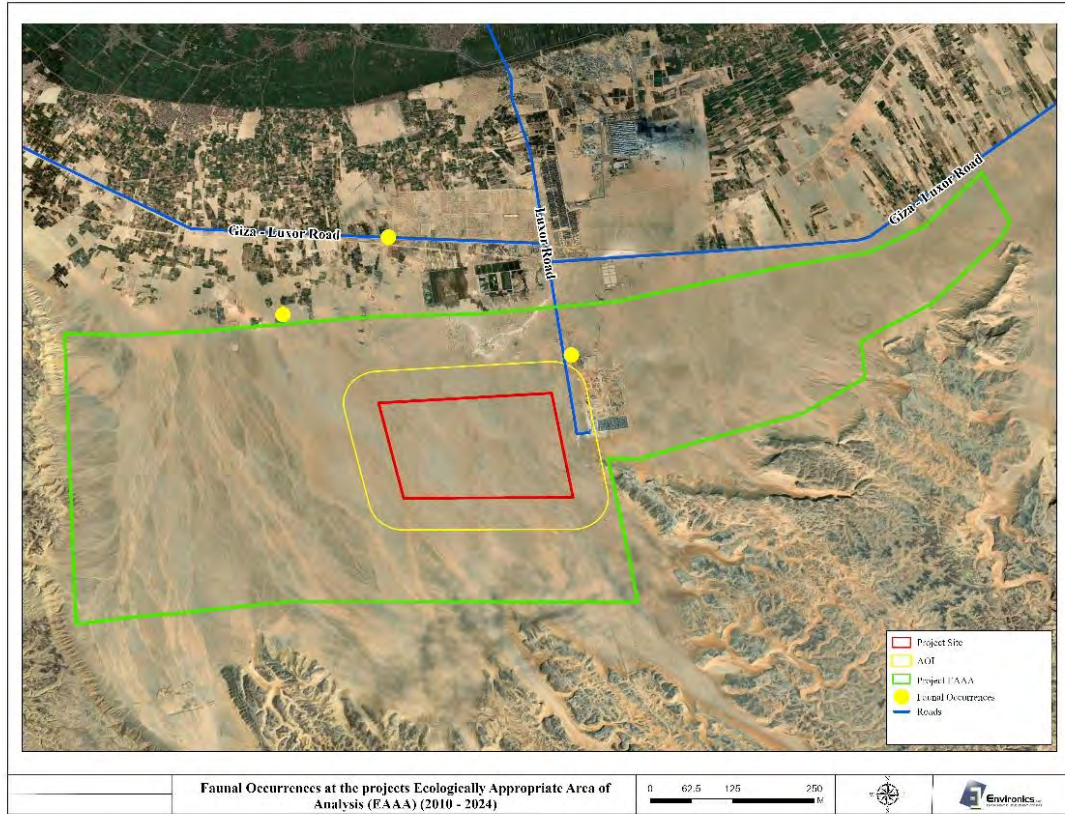 Giza - Luxor Road
Giza - Luxor Road
Luxor Road
Project Site
AOI
Project EAAA
Faunal Occurrences
Roads
Faunal Occurrences at the projects Ecologically Appropriate Area of
Analysis (EAAA) (2010 - 2024)
0 62.5 125 250
M
N
S
Environics